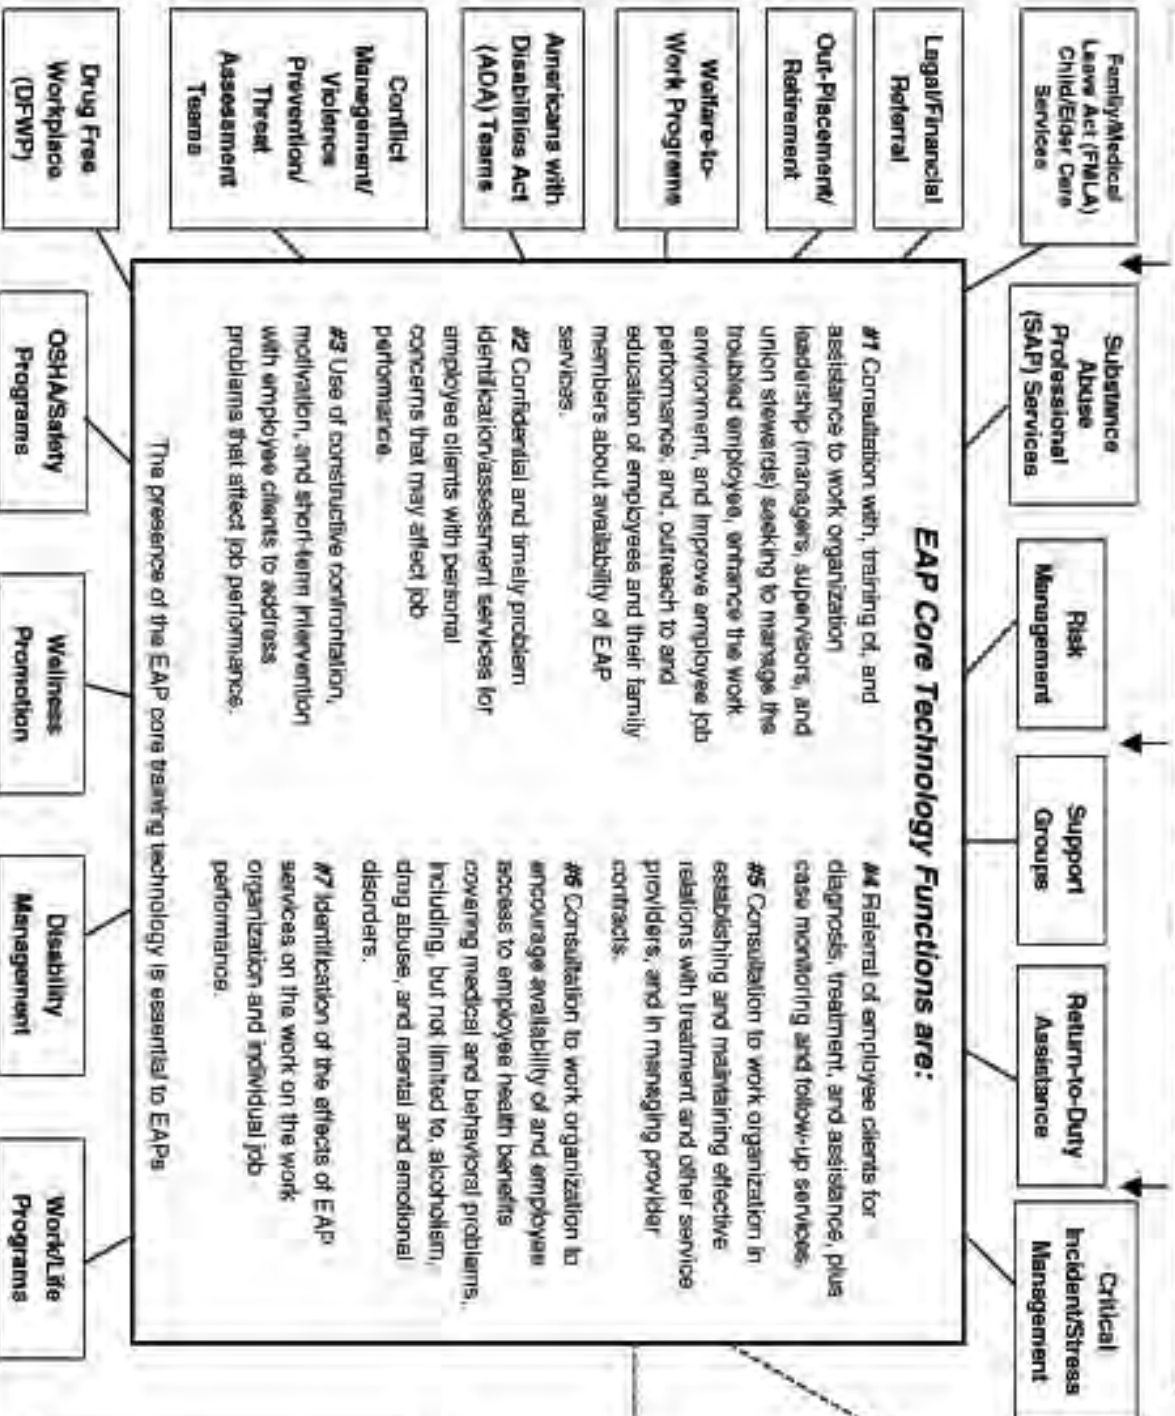 Family/Medical
Leave Act (FMLA)
Child/Elder Care
Services
Substance
Abuse
Professional
(SAP) Services
Risk
Management
Support
Groups
Return-to-Duty
Assistance
Critical
Incident/Stress
Management
Legal/Financial
Referral
Out-Placement/
Retirement
Welfare-to-
Work Programs
Americans with
Disabilities Act
(ADA) Teams
Conflict
Management/
Violence
Prevention/
Threat
Assessment
Teams
Drug Free
Workplace
(DFWP)
EAP Core Technology Functions are:
#1 Consultation with, training of, and
assistance to work organization
leadership (managers, supervisors, and
union stewards) seeking to manage the
troubled employee, enhance the work
environment, and improve employee job
performance, and, outreach to and
education of employees and their family
members about availability of EAP
services.
#2 Confidential and timely problem
identification/assessment services for
employee clients with personal
concerns that may affect job
performance.
#3 Use of constructive confrontation,
motivation, and short-term intervention
with employee clients to address
problems that affect job performance.
#4 Referral of employee clients for
diagnosis, treatment, and assistance, plus
case monitoring and follow-up services.
#5 Consultation to work organization in
establishing and maintaining effective
relations with treatment and other service
providers, and in managing provider
contracts.
#6 Consultation to work organization to
encourage availability of and employee
access to employee health benefits
covering medical and behavioral problems,
including, but not limited to, alcoholism,
drug abuse, and mental and emotional
disorders.
#7 Identification of the effects of EAP
services on the work on the work
organization and individual job
performance.
The presence of the EAP core training technology is essential to EAPs
OSHA/Safety
Programs
Wellness
Promotion
Disability
Management
Work/Life
Programs